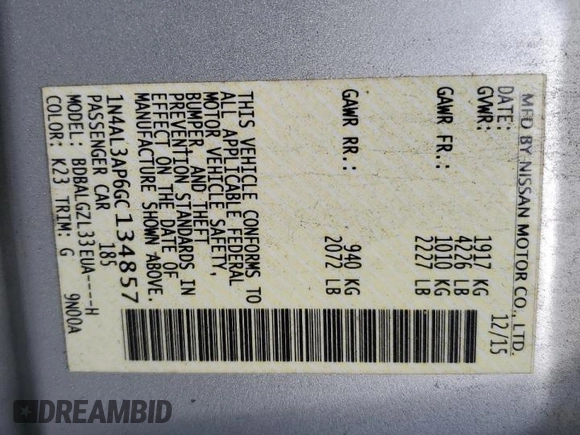 MFD BY NISSAN MOTOR CO., LTD.
DATE: 12/15
GVWR: 1917 KG
4226 LB
GAWR FR.: 1010 KG
2227 LB
GAWR RR.: 940 KG
2072 LB
THIS VEHICLE CONFORMS TO
ALL APPLICABLE FEDERAL
MOTOR VEHICLE SAFETY,
BUMPER, AND THEFT
PREVENTION STANDARDS IN
EFFECT ON THE DATE OF
MANUFACTURE SHOWN ABOVE.
1N4AL3AP6GC134857
PASSENGER CAR 185
MODEL: BDBALGZL33EUA-----H
COLOR: K23 TRIM: G 9N00A
DREAMBID